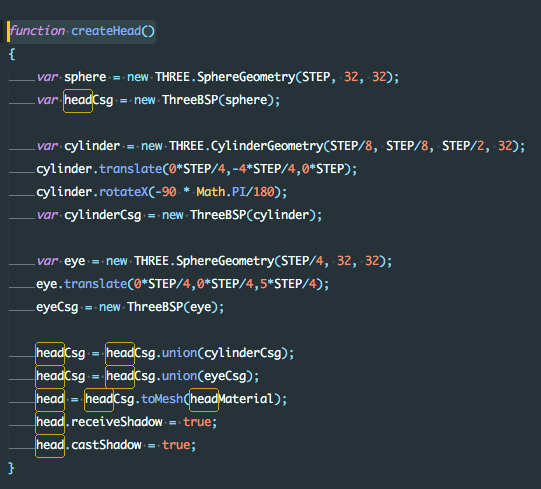 function createHead()
{
var sphere = new THREE.SphereGeometry(STEP, 32, 32);
var headCsg = new ThreeBSP(sphere);
var cylinder = new THREE.CylinderGeometry(STEP/8, STEP/8, STEP/2, 32);
cylinder.translate(0*STEP/4,-4*STEP/4,0*STEP);
cylinder.rotateX(-90 * Math.PI/180);
var cylinderCsg = new ThreeBSP(cylinder);
var eye = new THREE.SphereGeometry(STEP/4, 32, 32);
eye.translate(0*STEP/4,0*STEP/4,5*STEP/4);
eyeCsg = new ThreeBSP(eye);
headCsg = headCsg.union(cylinderCsg);
headCsg = headCsg.union(eyeCsg);
head = headCsg.toMesh(headMaterial);
head.receiveShadow = true;
head.castShadow = true;
}